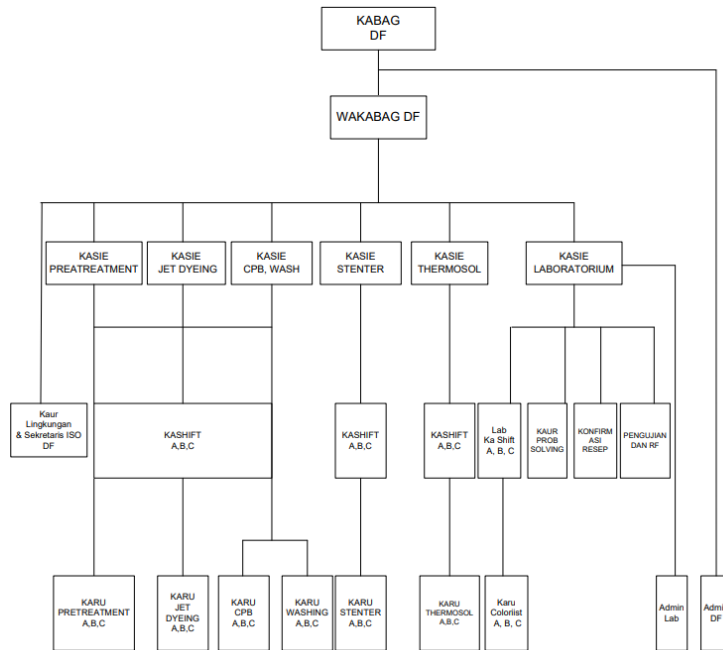 KABAG
DF
WAKABAG DF
KASIE
PREATREATMENT
KASIE
JET DYEING
KASIE
CPB, WASH
KASIE
STENTER
KASIE
THERMOSOL
KASIE
LABORATORIUM
Kaur
Lingkungan
& Sekretaris ISO
DF
KASHIFT
A,B,C
KASHIFT
A,B,C
KASHIFT
A,B,C
Lab
Ka Shift
A, B, C
KAUR
PROB
SOLVING
KONFIRM
ASI
RESEP
PENGUJIAN
DAN RF
KARU
PRETREATMENT
A,B,C
KARU
JET
DYEING
A,B,C
KARU
CPB
A,B,C
KARU
WASHING
A,B,C
KARU
STENTER
A,B,C
KARU
THERMOSOL
A,B,C
Karu
Coloriist
A, B, C
Admin
Lab
Admi
DF